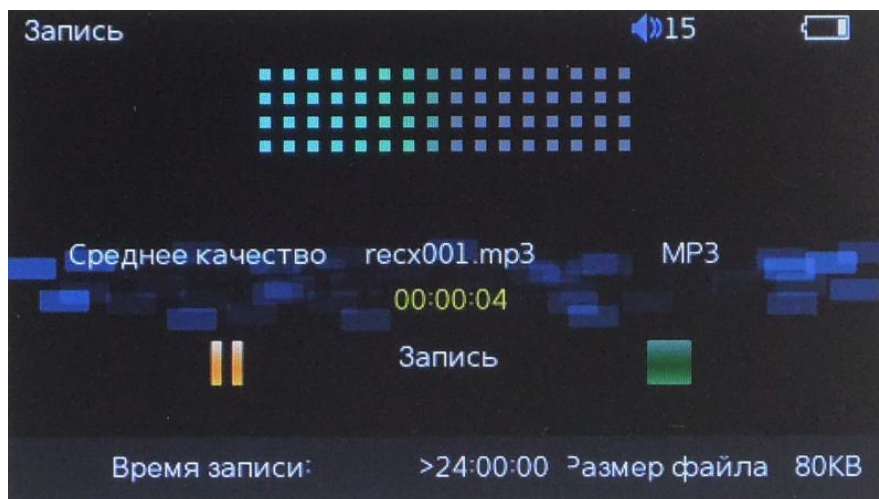 Запись 15
Среднее качество recx001.mp3 MP3
00:00:04
Запись
Время записи: >24:00:00 Размер файла 80KB